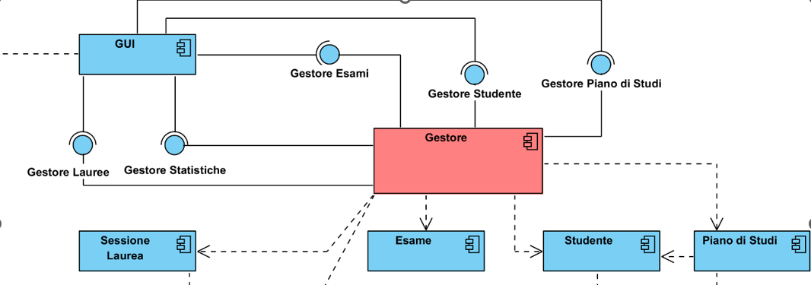 GUI
Gestore Esami
Gestore Studente
Gestore Piano di Studi
Gestore
Gestore Lauree
Gestore Statistiche
Sessione
Laurea
Esame
Studente
Piano di Studi